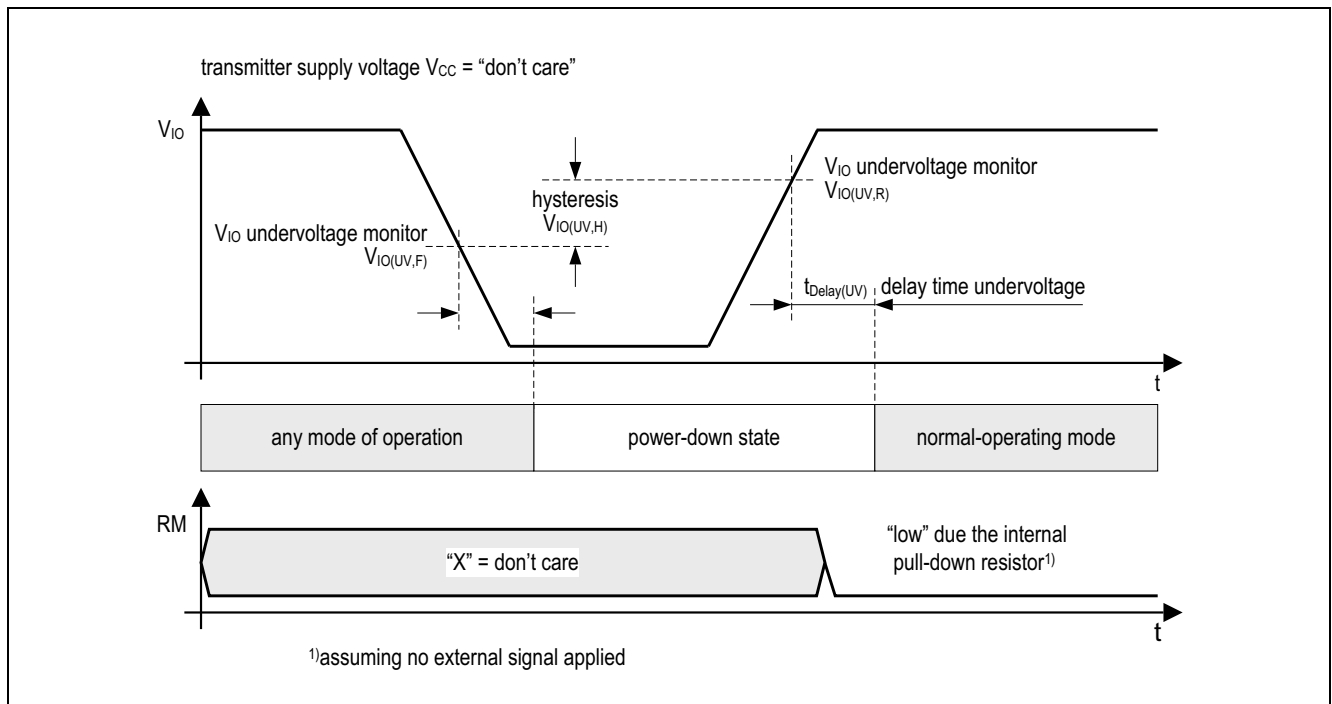 transmitter supply voltage VCC = “don’t care”
VIO
VIO undervoltage monitor
VIO(UV,R)
hysteresis
VIO(UV,H)
VIO undervoltage monitor
VIO(UV,F)
tDelay(UV) delay time undervoltage
t
any mode of operation
power-down state
normal-operating mode
RM
“X” = don’t care
“low” due the internal
pull-down resistor1)
t
1)assuming no external signal applied